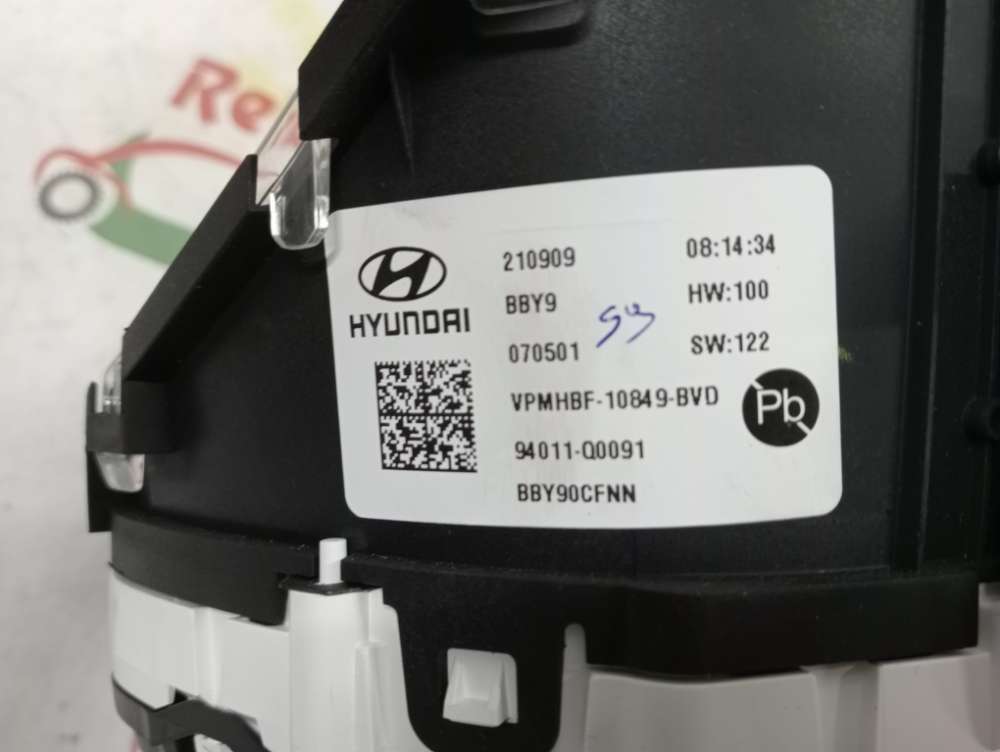 HYUNDAI
210909
08:14:34
BBY9
HW:100
070501
SW:122
VPMHBF-10849-BVD
Pb
94011-Q0091
BBY90CFNN